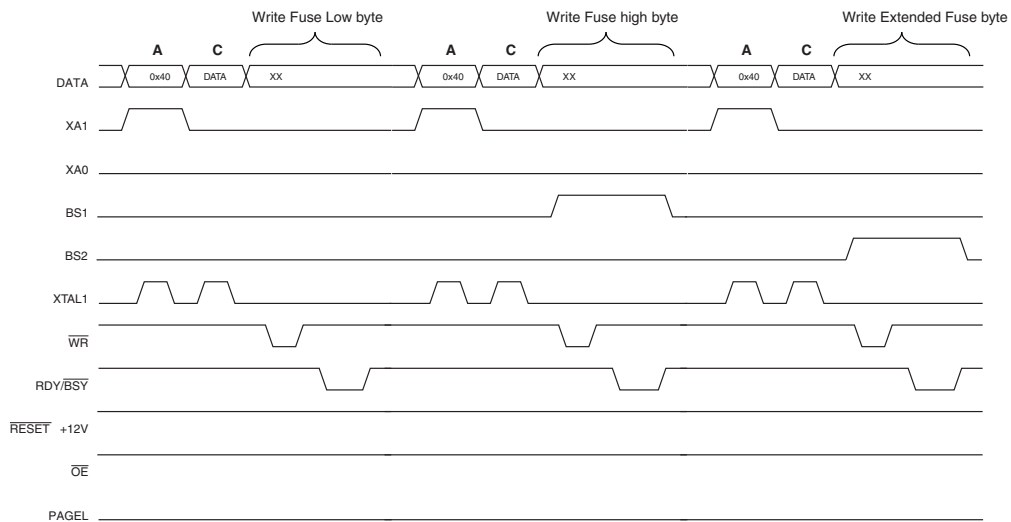 Write Fuse Low byte Write Fuse high byte Write Extended Fuse byte
A C A C A C
DATA 0x40 DATA XX 0x40 DATA XX 0x40 DATA XX
XA1
XA0
BS1
BS2
XTAL1
WR
RDY/BSY
RESET +12V
OE
PAGEL